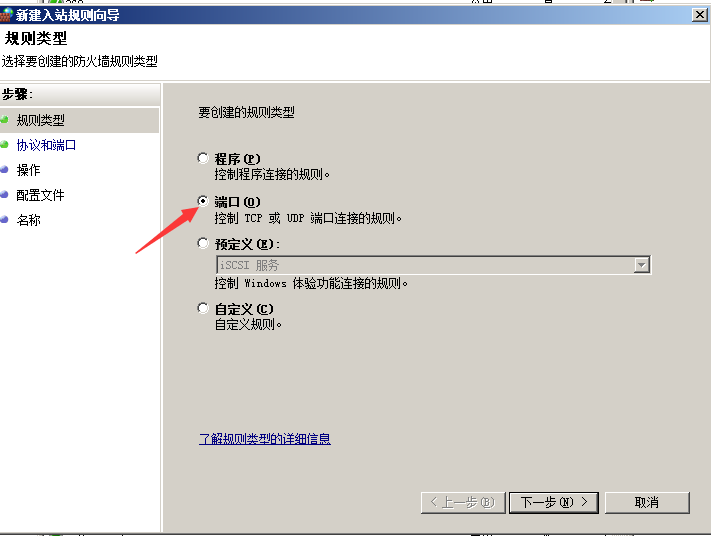 新建入站规则向导
规则类型
选择要创建的防火墙规则类型
步骤:
规则类型
协议和端口
操作
配置文件
名称
要创建的规则类型
程序(P)
控制程序连接的规则。
端口(O)
控制 TCP 或 UDP 端口连接的规则。
预定义(E):
iSCSI 服务
控制 Windows 体验功能连接的规则。
自定义(C)
自定义规则。
了解规则类型的详细信息
< 上一步(B)
下一步(N) >
取消